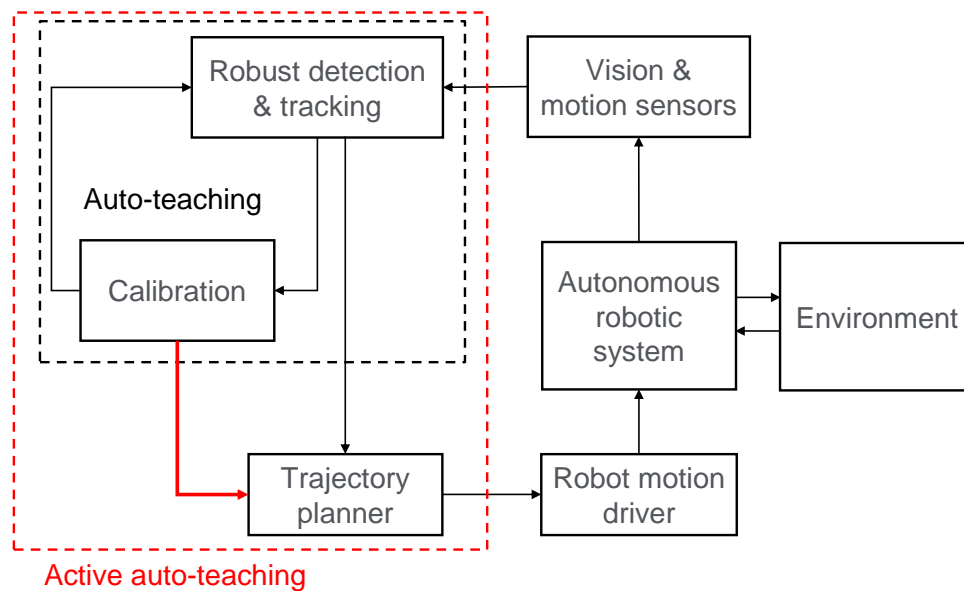 Robust detection
& tracking
Vision &
motion sensors
Auto-teaching
Calibration
Autonomous
robotic
system
Environment
Trajectory
planner
Robot motion
driver
Active auto-teaching